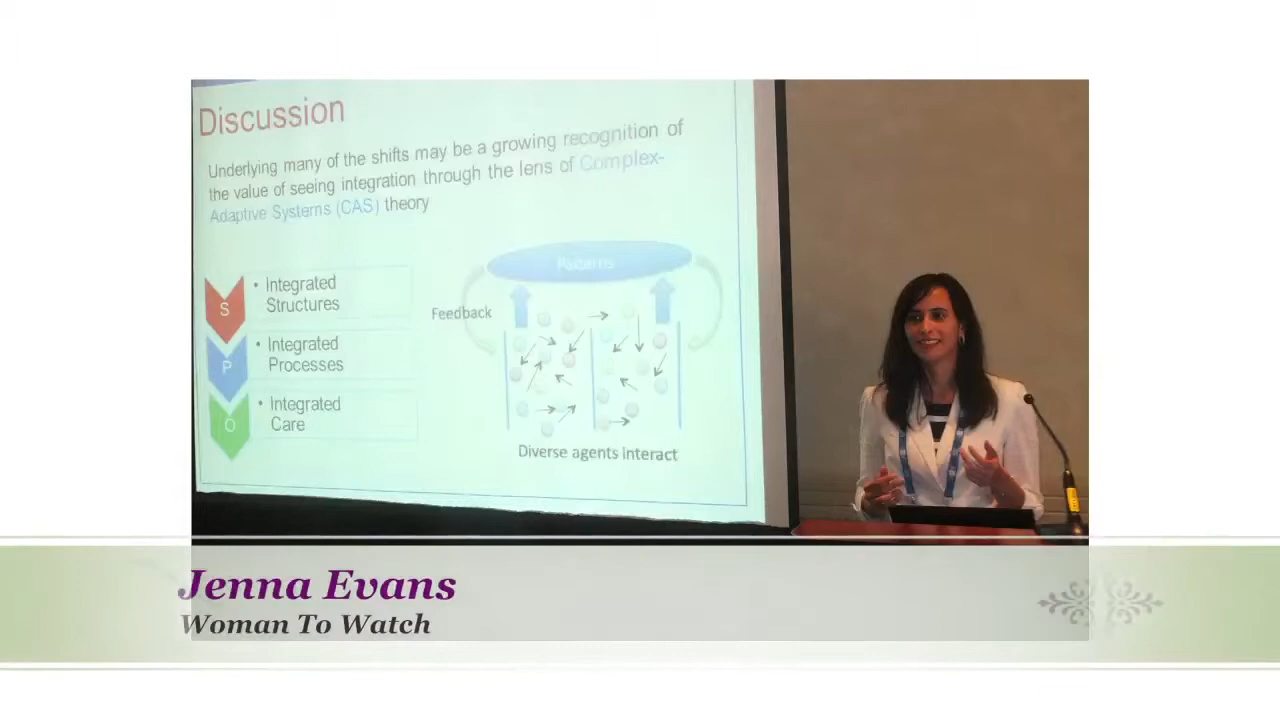 Discussion
Underlying many of the shifts may be a growing recognition of
the value of seeing integration through the lens of Complex-
Adaptive Systems (CAS) theory
S
• Integrated
Structures
P
• Integrated
Processes
O
• Integrated
Care
Patterns
Feedback
Diverse agents interact
Jenna Evans
Woman To Watch